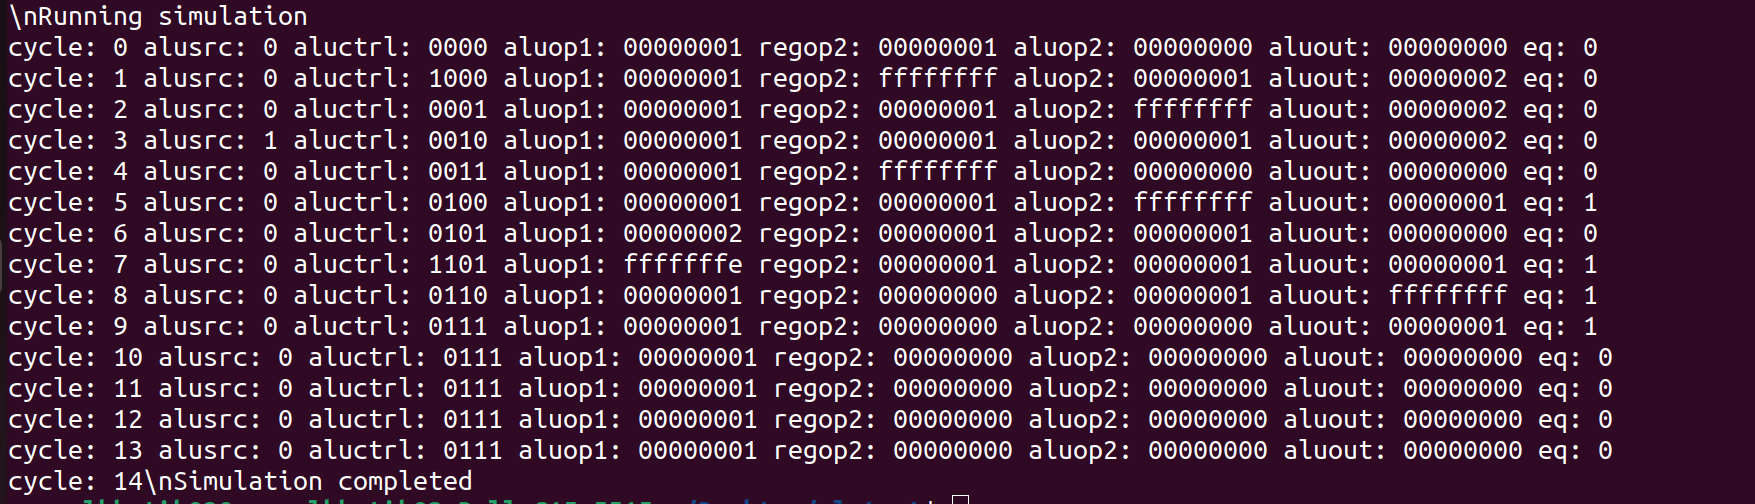 \nRunning simulation
cycle: 0 alusrc: 0 aluctrl: 0000 aluop1: 00000001 regop2: 00000001 aluop2: 00000000 aluout: 00000000 eq: 0
cycle: 1 alusrc: 0 aluctrl: 1000 aluop1: 00000001 regop2: ffffffff aluop2: 00000001 aluout: 00000002 eq: 0
cycle: 2 alusrc: 0 aluctrl: 0001 aluop1: 00000001 regop2: 00000001 aluop2: ffffffff aluout: 00000002 eq: 0
cycle: 3 alusrc: 1 aluctrl: 0010 aluop1: 00000001 regop2: 00000001 aluop2: 00000001 aluout: 00000002 eq: 0
cycle: 4 alusrc: 0 aluctrl: 0011 aluop1: 00000001 regop2: ffffffff aluop2: 00000000 aluout: 00000000 eq: 0
cycle: 5 alusrc: 0 aluctrl: 0100 aluop1: 00000001 regop2: 00000001 aluop2: ffffffff aluout: 00000001 eq: 1
cycle: 6 alusrc: 0 aluctrl: 0101 aluop1: 00000002 regop2: 00000001 aluop2: 00000001 aluout: 00000000 eq: 0
cycle: 7 alusrc: 0 aluctrl: 1101 aluop1: fffffffe regop2: 00000001 aluop2: 00000001 aluout: 00000001 eq: 1
cycle: 8 alusrc: 0 aluctrl: 0110 aluop1: 00000001 regop2: 00000000 aluop2: 00000001 aluout: ffffffff eq: 1
cycle: 9 alusrc: 0 aluctrl: 0111 aluop1: 00000001 regop2: 00000000 aluop2: 00000000 aluout: 00000001 eq: 1
cycle: 10 alusrc: 0 aluctrl: 0111 aluop1: 00000001 regop2: 00000000 aluop2: 00000000 aluout: 00000000 eq: 0
cycle: 11 alusrc: 0 aluctrl: 0111 aluop1: 00000001 regop2: 00000000 aluop2: 00000000 aluout: 00000000 eq: 0
cycle: 12 alusrc: 0 aluctrl: 0111 aluop1: 00000001 regop2: 00000000 aluop2: 00000000 aluout: 00000000 eq: 0
cycle: 13 alusrc: 0 aluctrl: 0111 aluop1: 00000001 regop2: 00000000 aluop2: 00000000 aluout: 00000000 eq: 0
cycle: 14\nSimulation completed